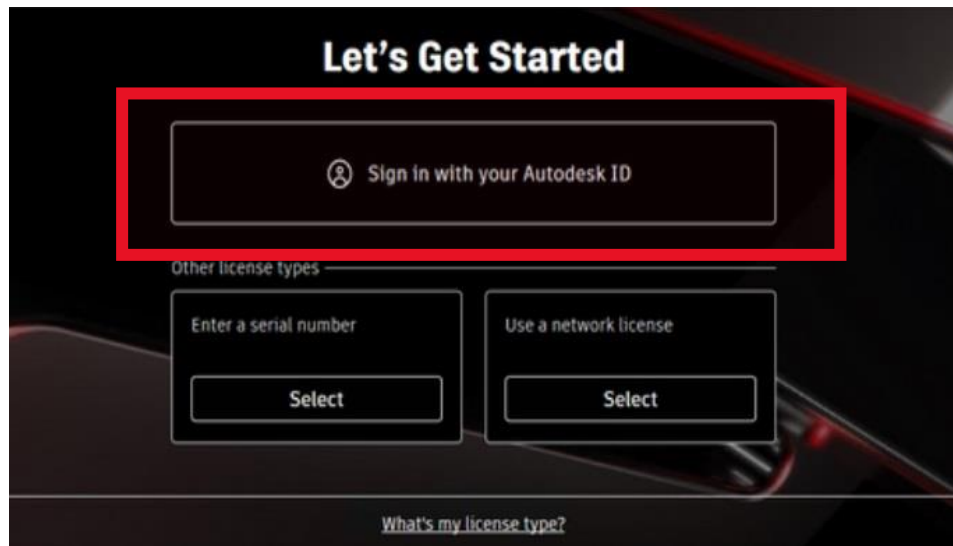 Let's Get Started
Sign in with your Autodesk ID
Other license types
Enter a serial number
Use a network license
Select
Select
What's my license type?